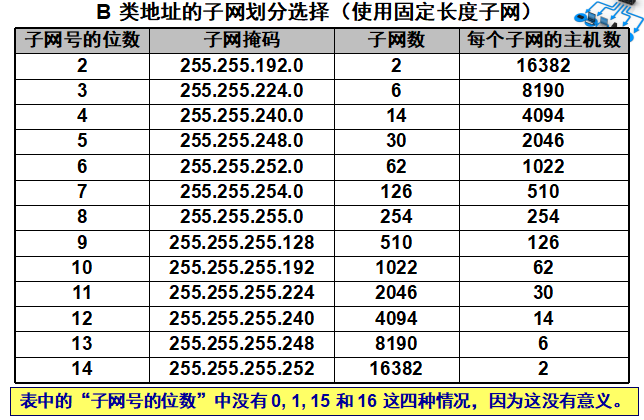 B 类地址的子网划分选择（使用固定长度子网）
子网号的位数 子网掩码 子网数 每个子网的主机数
2 255.255.192.0 2 16382
3 255.255.224.0 6 8190
4 255.255.240.0 14 4094
5 255.255.248.0 30 2046
6 255.255.252.0 62 1022
7 255.255.254.0 126 510
8 255.255.255.0 254 254
9 255.255.255.128 510 126
10 255.255.255.192 1022 62
11 255.255.255.224 2046 30
12 255.255.255.240 4094 14
13 255.255.255.248 8190 6
14 255.255.255.252 16382 2
表中的“子网号的位数”中没有 0, 1, 15 和 16 这四种情况，因为这没有意义。